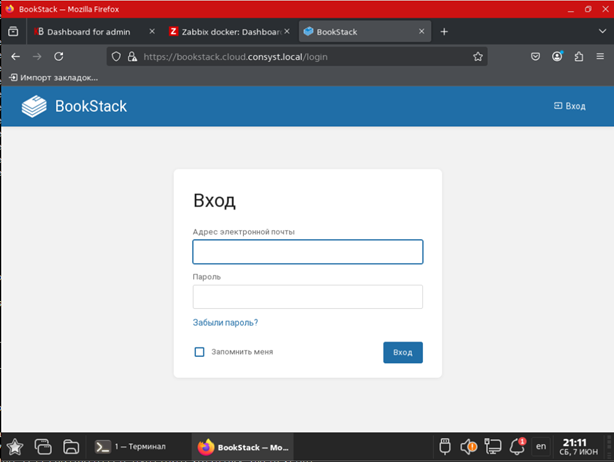 BookStack — Mozilla Firefox
Dashboard for admin
Zabbix docker: Dashboar
BookStack
https://bookstack.cloud.consyst.local/login
Импорт закладок...
BookStack
Вход
Вход
Адрес электронной почты
Пароль
Забыли пароль?
Запомнить меня
Вход
1 — Терминал
BookStack — Mo...
1
en
21:11
СБ, 7 ИЮН